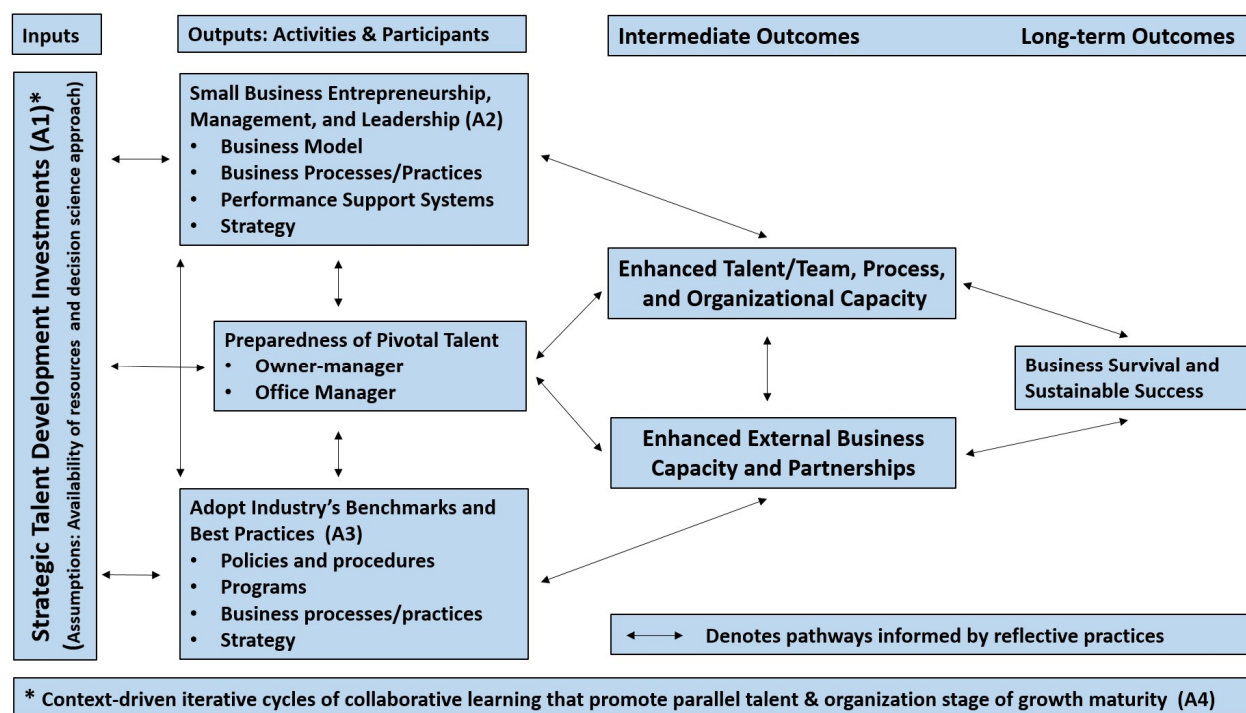 Inputs
Outputs: Activities & Participants
Intermediate Outcomes
Long-term Outcomes
Strategic Talent Development Investments (A1)*
(Assumptions: Availability of resources and decision science approach)
Small Business Entrepreneurship,
Management, and Leadership (A2)
• Business Model
• Business Processes/Practices
• Performance Support Systems
• Strategy
Preparedness of Pivotal Talent
• Owner-manager
• Office Manager
Adopt Industry's Benchmarks and
Best Practices (A3)
• Policies and procedures
• Programs
• Business processes/practices
• Strategy
Enhanced Talent/Team, Process,
and Organizational Capacity
Enhanced External Business
Capacity and Partnerships
Business Survival and
Sustainable Success
Denotes pathways informed by reflective practices
* Context-driven iterative cycles of collaborative learning that promote parallel talent & organization stage of growth maturity (A4)